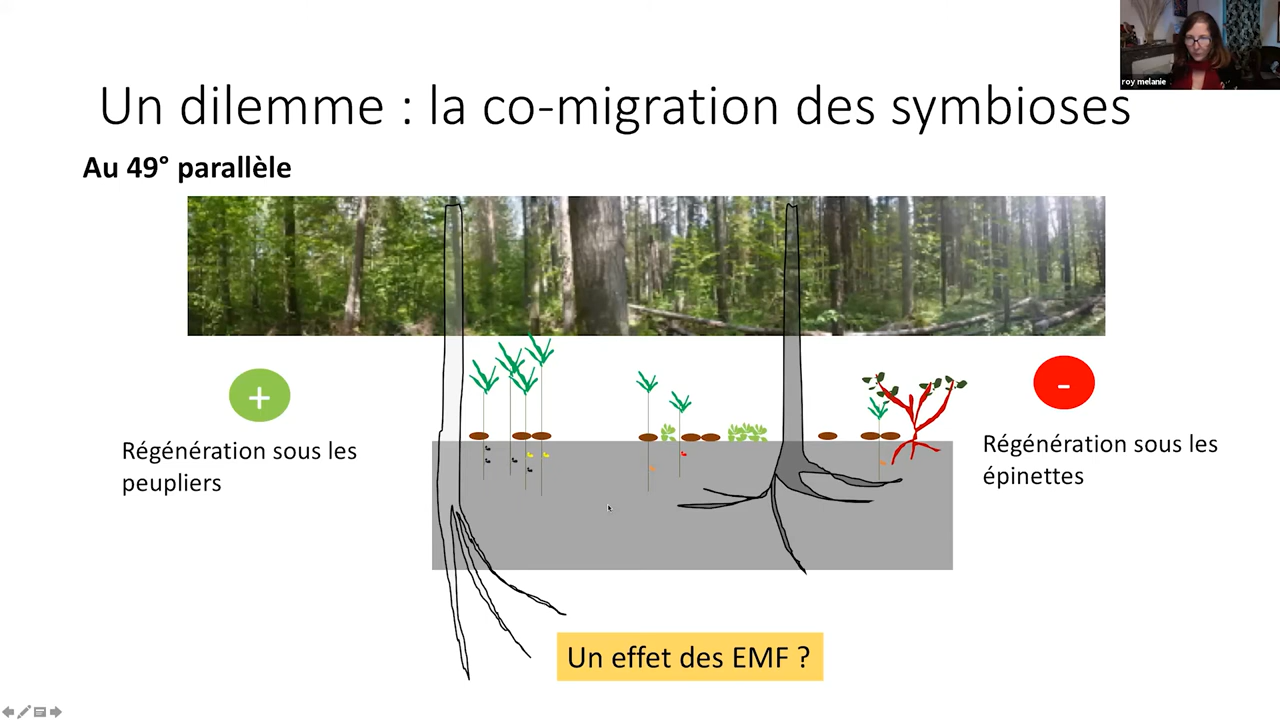 roy melanie
Un dilemme : la co-migration des symbioses
Au 49° parallèle
+
Régénération sous les
peupliers
-
Régénération sous les
épinettes
Un effet des EMF ?